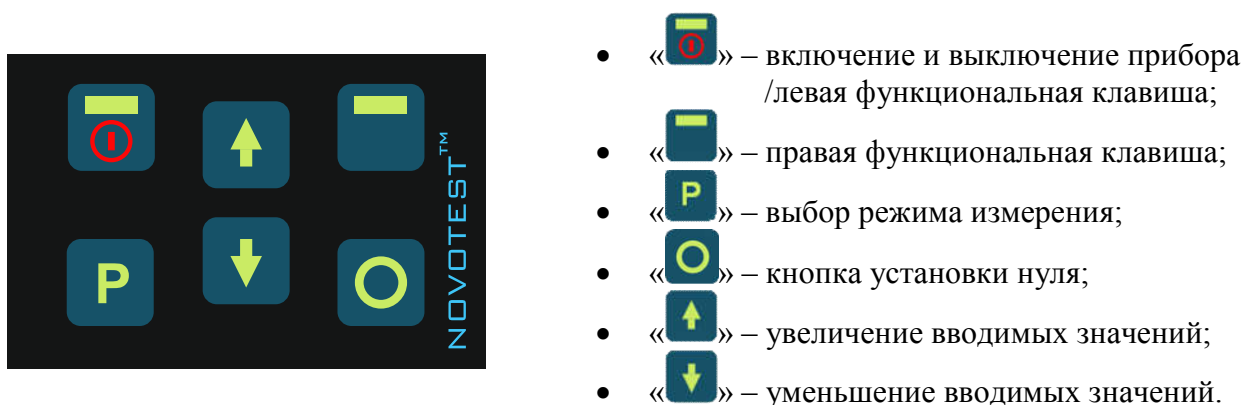 P
NOVOTEST™
• «» – включение и выключение прибора
/левая функциональная клавиша;
• «» – правая функциональная клавиша;
• «P» – выбор режима измерения;
• «» – кнопка установки нуля;
• «» – увеличение вводимых значений;
• «» – уменьшение вводимых значений.